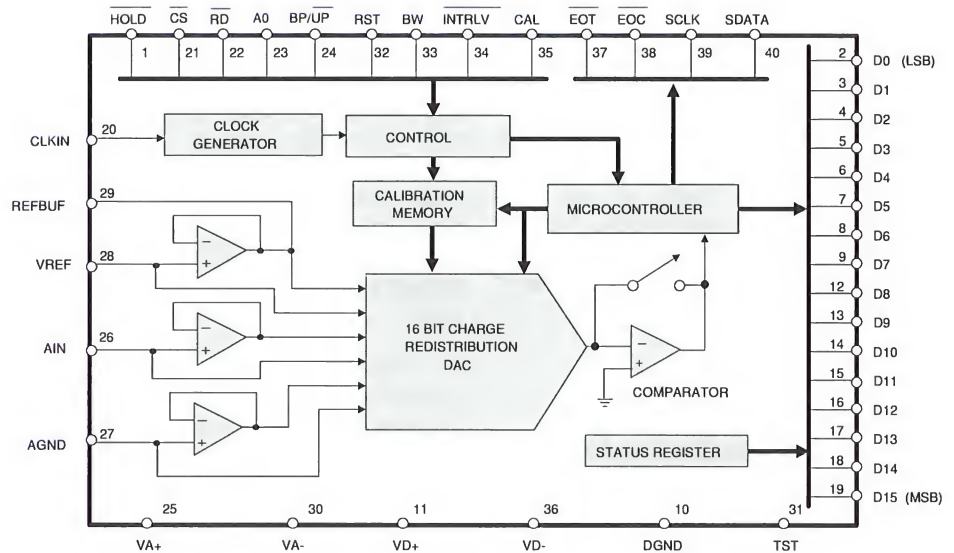 HOLD CS RD A0 BP/UP RST BW INTRLV CAL EOT EOC SCLK SDATA
1 21 22 23 24 32 33 34 35 37 38 39 40
2 D0 (LSB)
3 D1
4 D2
5 D3
6 D4
7 D5
8 D6
9 D7
12 D8
13 D9
14 D10
15 D11
16 D12
17 D13
18 D14
19 D15 (MSB)
CLKIN 20
CLOCK
GENERATOR
CONTROL
REFBUF 29
CALIBRATION
MEMORY
MICROCONTROLLER
VREF 28
- +
AIN 26
- +
16 BIT CHARGE
REDISTRIBUTION
DAC
- +
COMPARATOR
AGND 27
- +
STATUS REGISTER
25 30 11 36 10 31
VA+ VA- VD+ VD- DGND TST